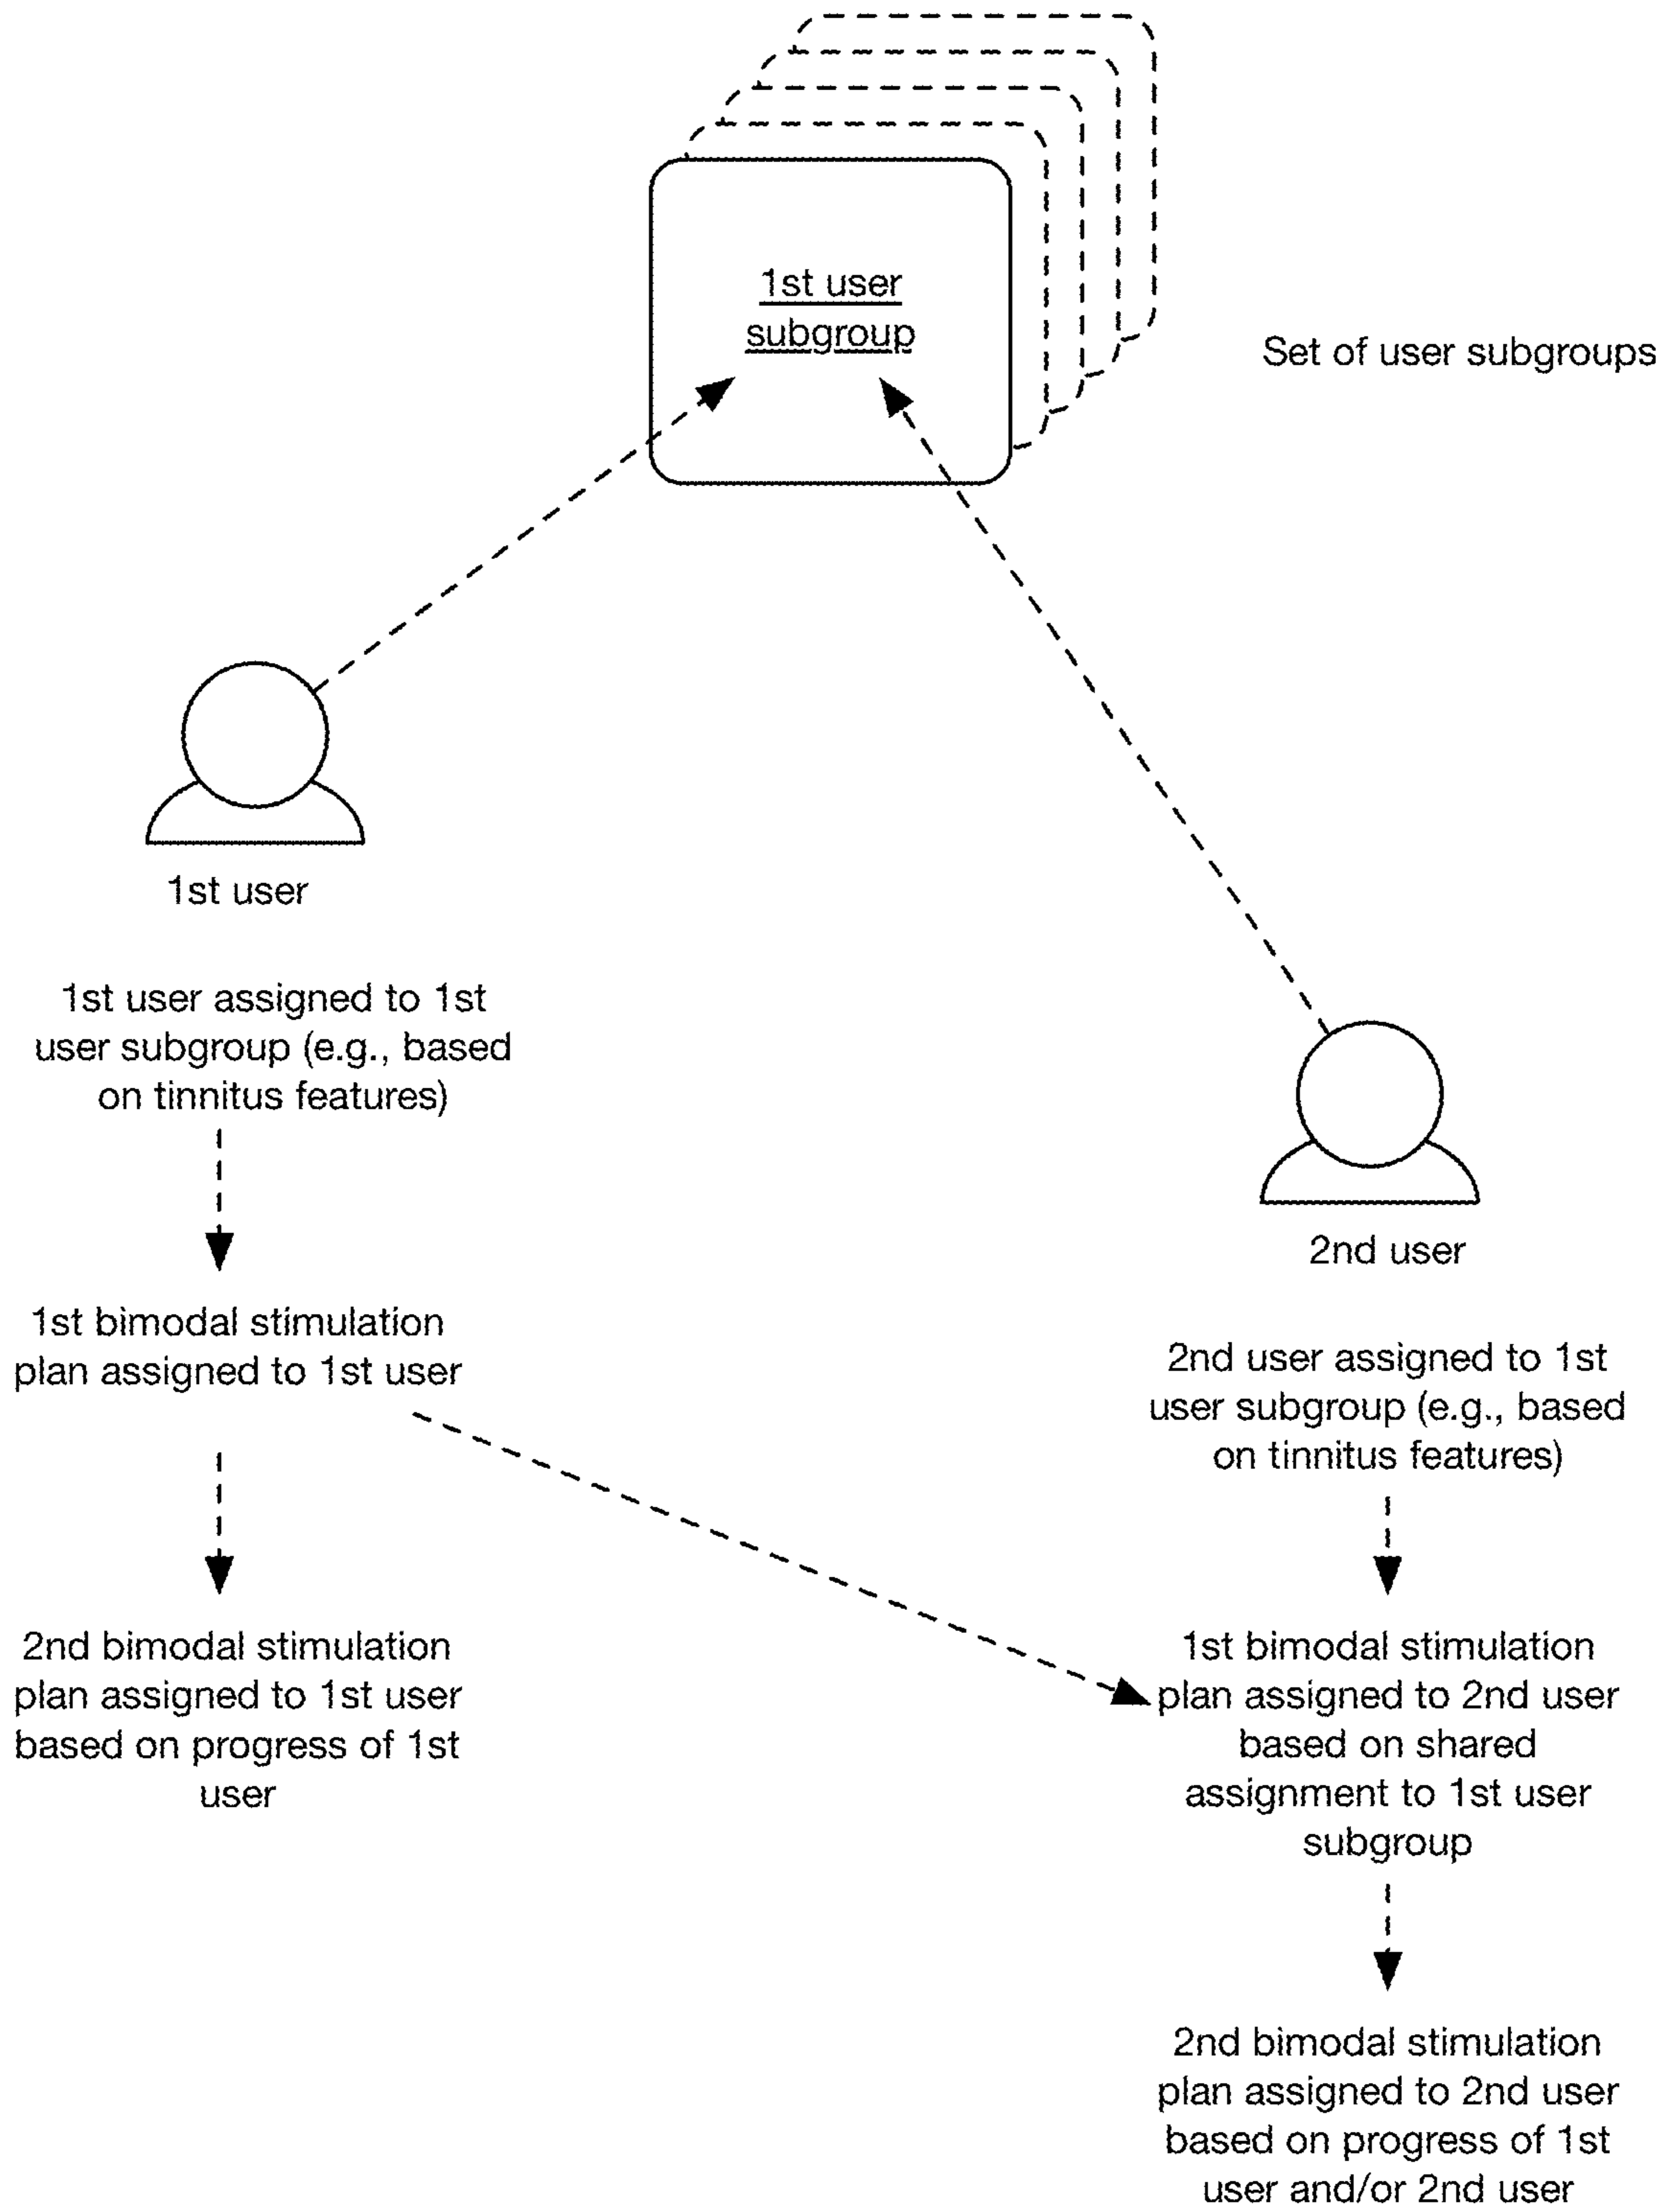 1st user
subgroup
Set of user subgroups
1st user
1st user assigned to 1st
user subgroup (e.g., based
on tinnitus features)
1st bimodal stimulation
plan assigned to 1st user
2nd bimodal stimulation
plan assigned to 1st user
based on progress of 1st
user
2nd user
2nd user assigned to 1st
user subgroup (e.g., based
on tinnitus features)
1st bimodal stimulation
plan assigned to 2nd user
based on shared
assignment to 1st user
subgroup
2nd bimodal stimulation
plan assigned to 2nd user
based on progress of 1st
user and/or 2nd user